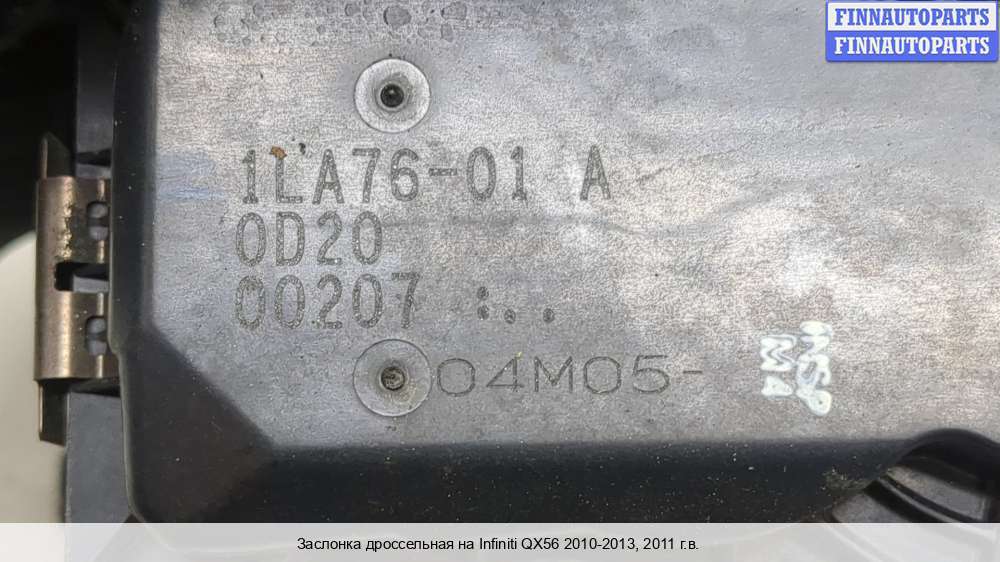 FINNAUTOPARTS
FINNAUTOPARTS
1LA76-01 A
0D20
00207 :..
04M05-
Заслонка дроссельная на Infiniti QX56 2010-2013, 2011 г.в.